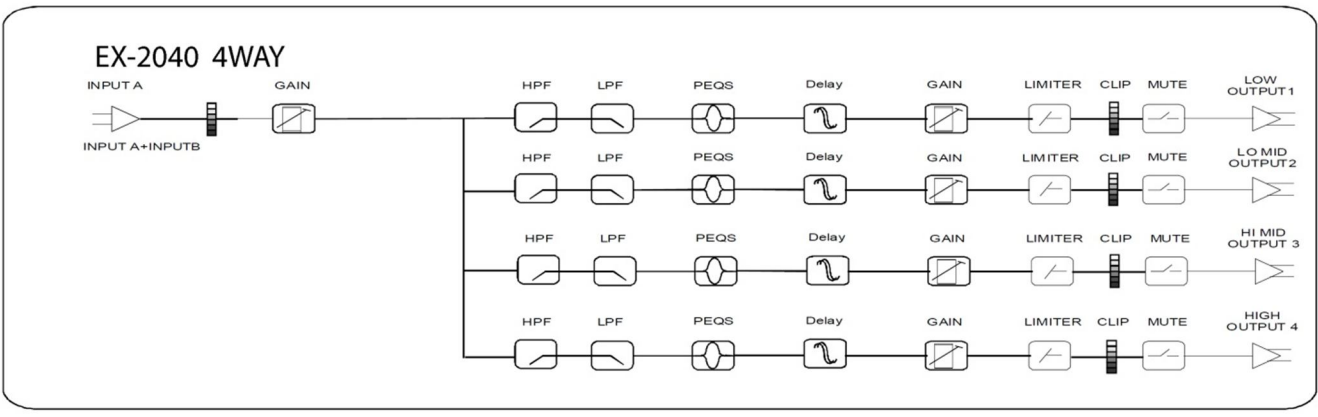 EX-2040 4WAY
INPUT A
GAIN
INPUT A+INPUTB
HPF LPF PEQS Delay GAIN LIMITER CLIP MUTE LOW
OUTPUT1
HPF LPF PEQS Delay GAIN LIMITER CLIP MUTE LO MID
OUTPUT2
HPF LPF PEQS Delay GAIN LIMITER CLIP MUTE HI MID
OUTPUT 3
HPF LPF PEQS Delay GAIN LIMITER CLIP MUTE HIGH
OUTPUT 4